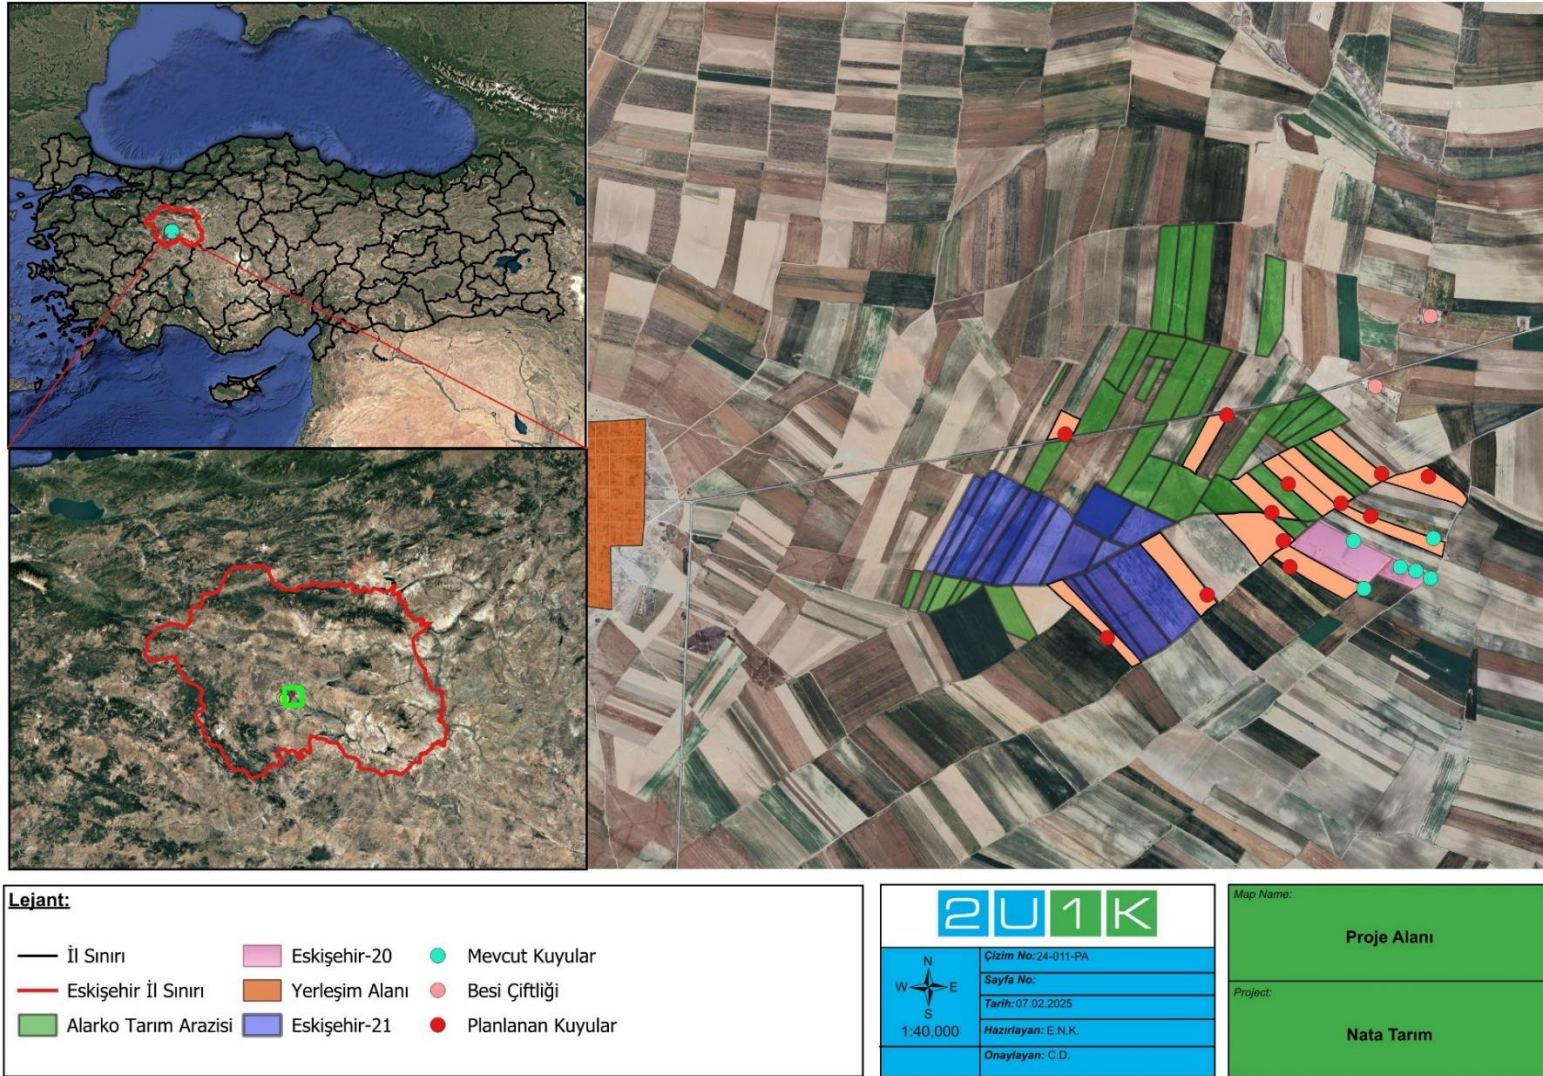 Lejant:
İl Sınırı
Eskişehir İl Sınırı
Alarko Tarım Arazisi
Eskişehir-20
Yerleşim Alanı
Eskişehir-21
Mevcut Kuyular
Besi Çiftliği
Planlanan Kuyular
2U1K
N
W E
S
1:40,000
Çizim No:24-011-PA
Sayfa No:
Tarih:07.02.2025
Hazırlayan: E.N.K.
Onaylayan: C.D.
Map Name:
Proje Alanı
Project:
Nata Tarım